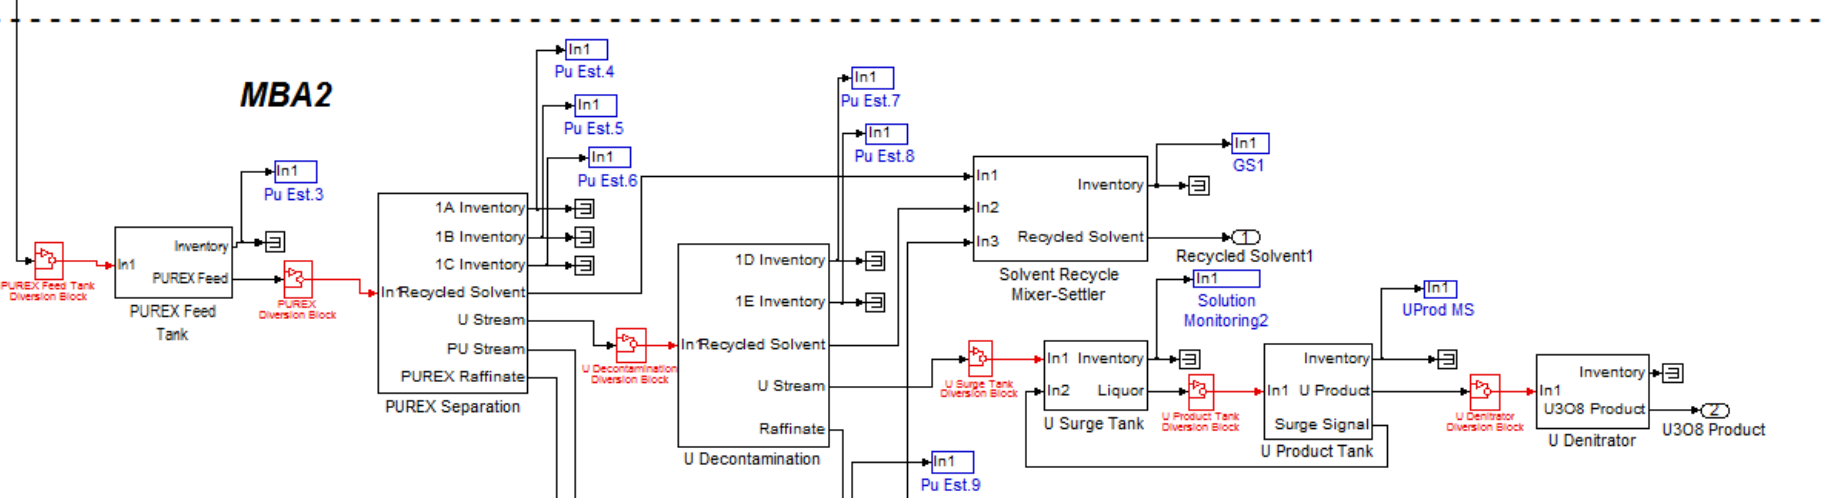 In1
Pu Est.4
MBA2
In1
Pu Est.7
In1
Pu Est.5
In1
Pu Est.8
In1
GS1
In1
Pu Est.6
In1
Pu Est.3
In1
Inventory
In2
In3
Recycled Solvent
Solvent Recycle
Mixer-Settler
1
Recycled Solvent1
PUREX Feed Tank
Diversion Block
In1
Inventory
PUREX Feed
PUREX Feed
Tank
PUREX
Diversion Block
In1
1A Inventory
1B Inventory
1C Inventory
Recycled Solvent
U Stream
PU Stream
PUREX Raffinate
PUREX Separation
U Decontamination
Diversion Block
In1
1D Inventory
1E Inventory
Recycled Solvent
U Stream
Raffinate
U Decontamination
In1
Pu Est.9
U Surge Tank
Diversion Block
In1
Solution
Monitoring2
In1
Inventory
In2
Liquor
U Surge Tank
U Product Tank
Diversion Block
In1
UProd MS
Inventory
In1
U Product
Surge Signal
U Product Tank
U Denitrator
Diversion Block
Inventory
In1
U3O8 Product
U Denitrator
2
U3O8 Product